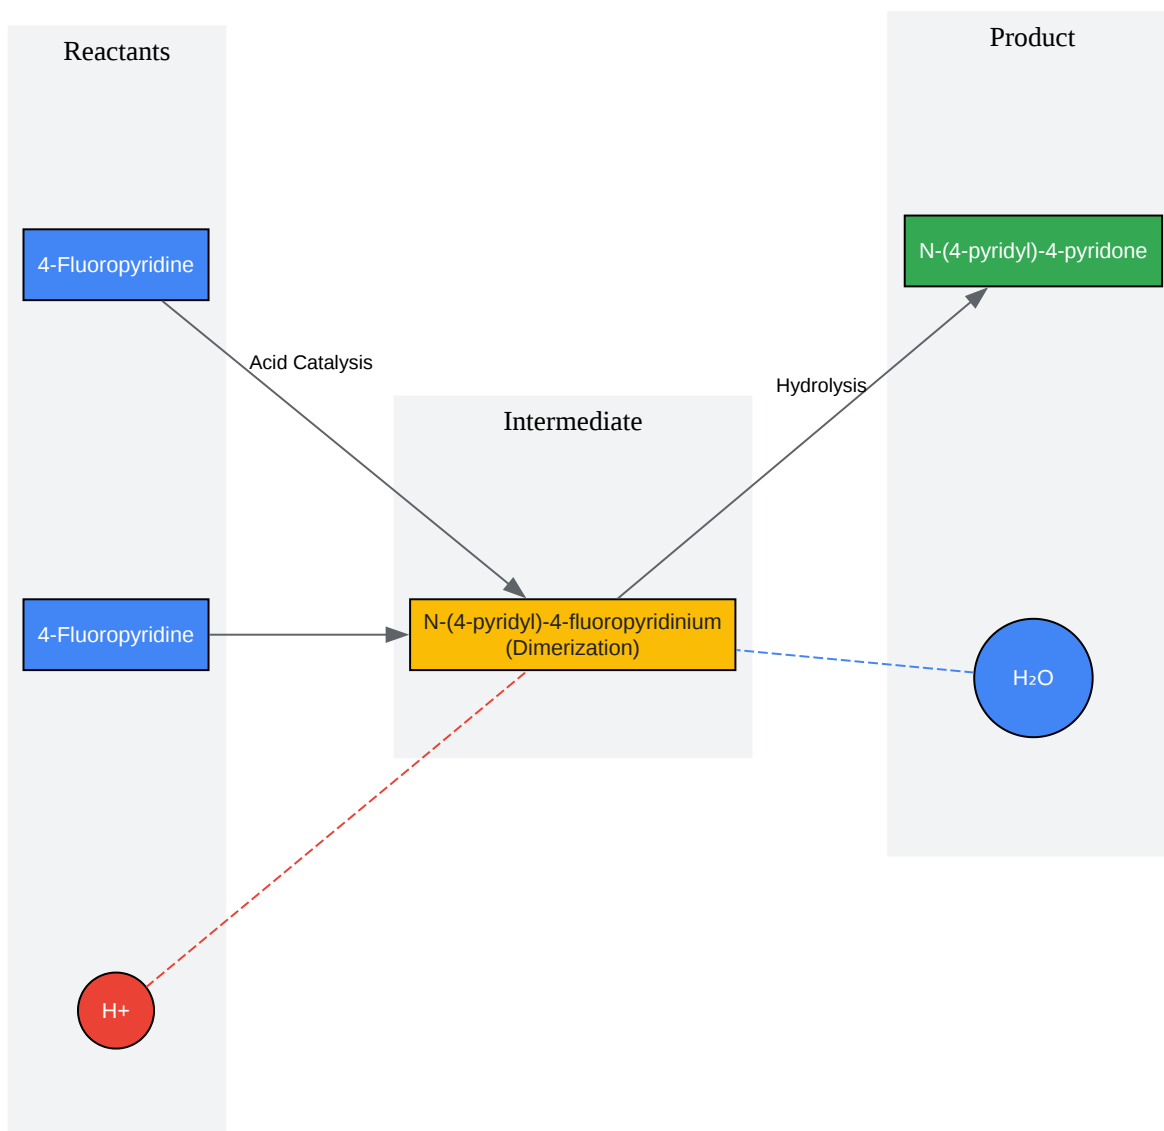 Reactants
4-Fluoropyridine
Acid Catalysis
4-Fluoropyridine
H+
Intermediate
N-(4-pyridyl)-4-fluoropyridinium
(Dimerization)
Hydrolysis
Product
N-(4-pyridyl)-4-pyridone
H₂O